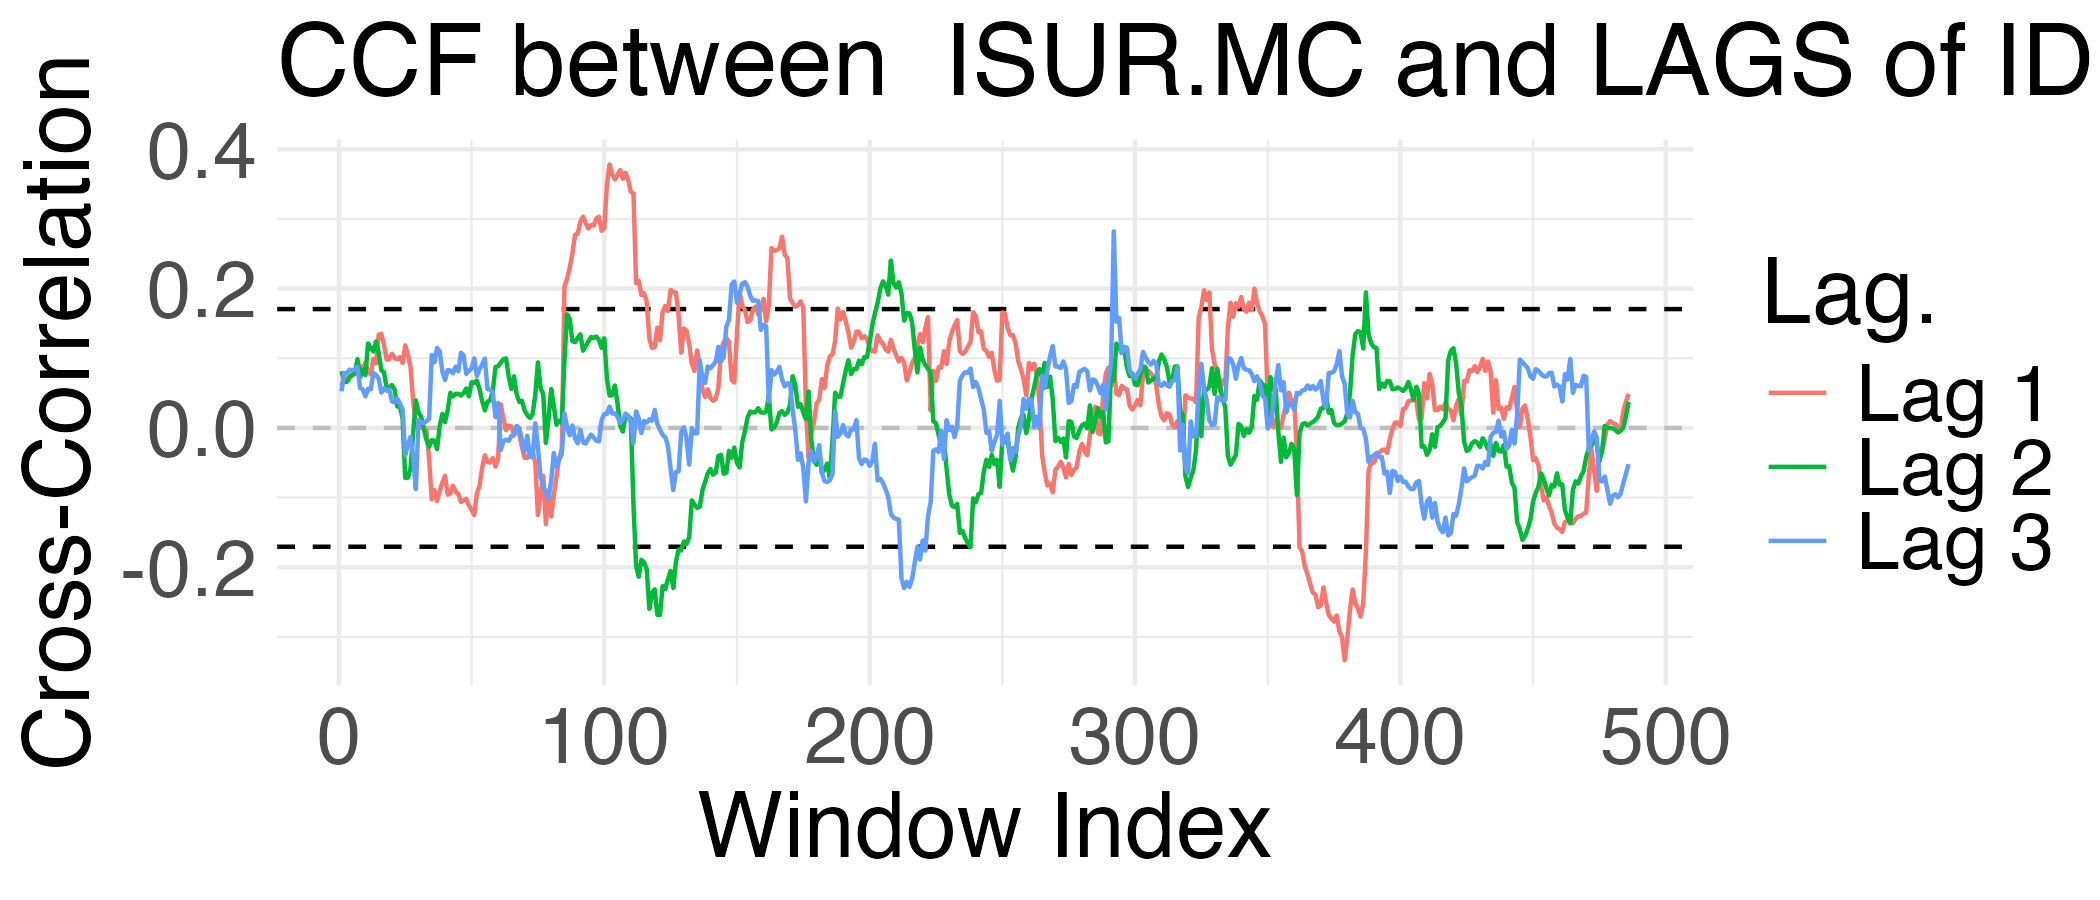 CCF between ISUR.MC and LAGS of ID
Cross-Correlation
0.4
0.2
0.0
-0.2
0 100 200 300 400 500
Window Index
Lag.
Lag 1
Lag 2
Lag 3